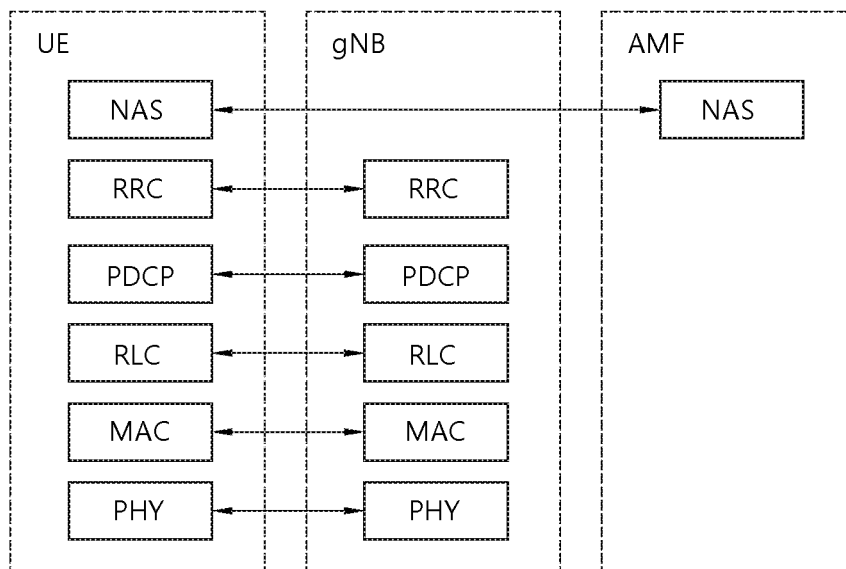 UE gNB AMF
NAS NAS
RRC RRC
PDCP PDCP
RLC RLC
MAC MAC
PHY PHY